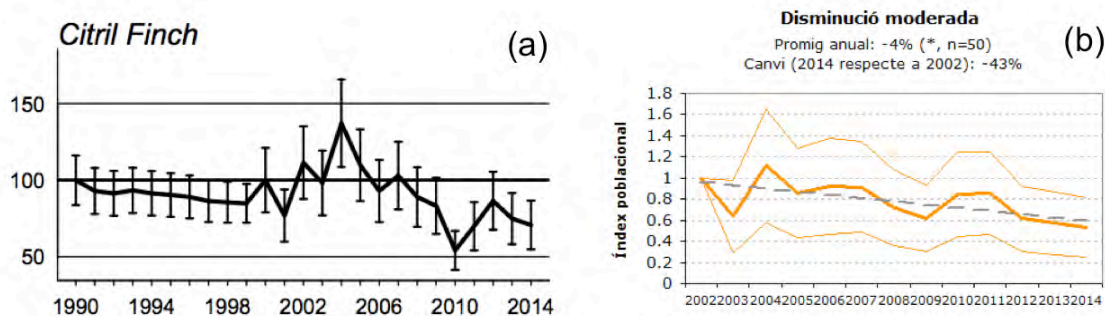 Citril Finch
(a)
150
100
50
1990 1994 1998 2002 2006 2010 2014
Disminució moderada
(b)
Promig anual: -4% (*, n=50)
Canvi (2014 respecte a 2002): -43%
Índex poblacional
1.8
1.6
1.4
1.2
1
0.8
0.6
0.4
0.2
0
2002 2003 2004 2005 2006 2007 2008 2009 2010 2011 2012 2013 2014